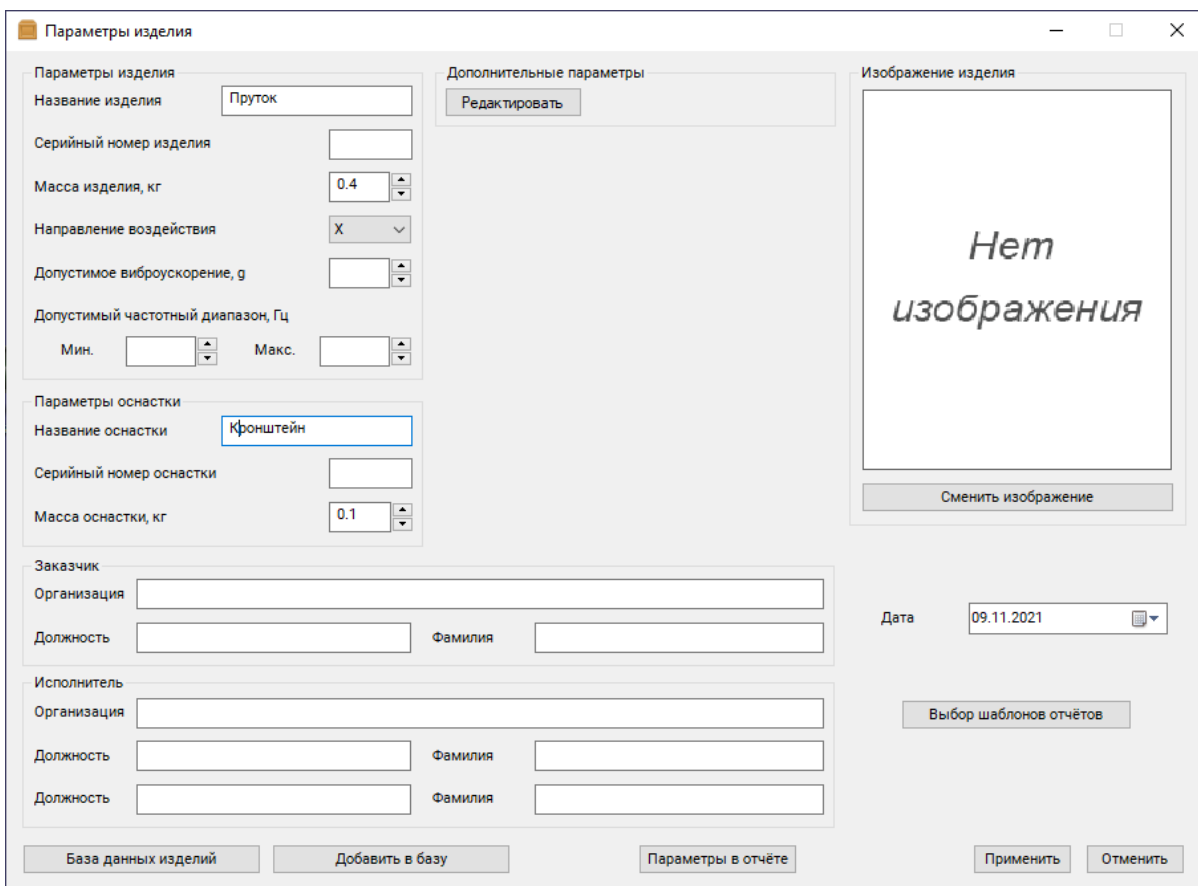 Параметры изделия
Параметры изделия
Название изделия Пруток
Серийный номер изделия
Масса изделия, кг 0.4
Направление воздействия X
Допустимое виброускорение, g
Допустимый частотный диапазон, Гц
Мин. Макс.
Параметры оснастки
Название оснастки Кронштейн
Серийный номер оснастки
Масса оснастки, кг 0.1
Дополнительные параметры
Редактировать
Изображение изделия
Нет
изображения
Сменить изображение
Заказчик
Организация
Должность Фамилия
Дата 09.11.2021
Исполнитель
Организация
Должность Фамилия
Должность Фамилия
Выбор шаблонов отчётов
База данных изделий Добавить в базу Параметры в отчёте Применить Отменить